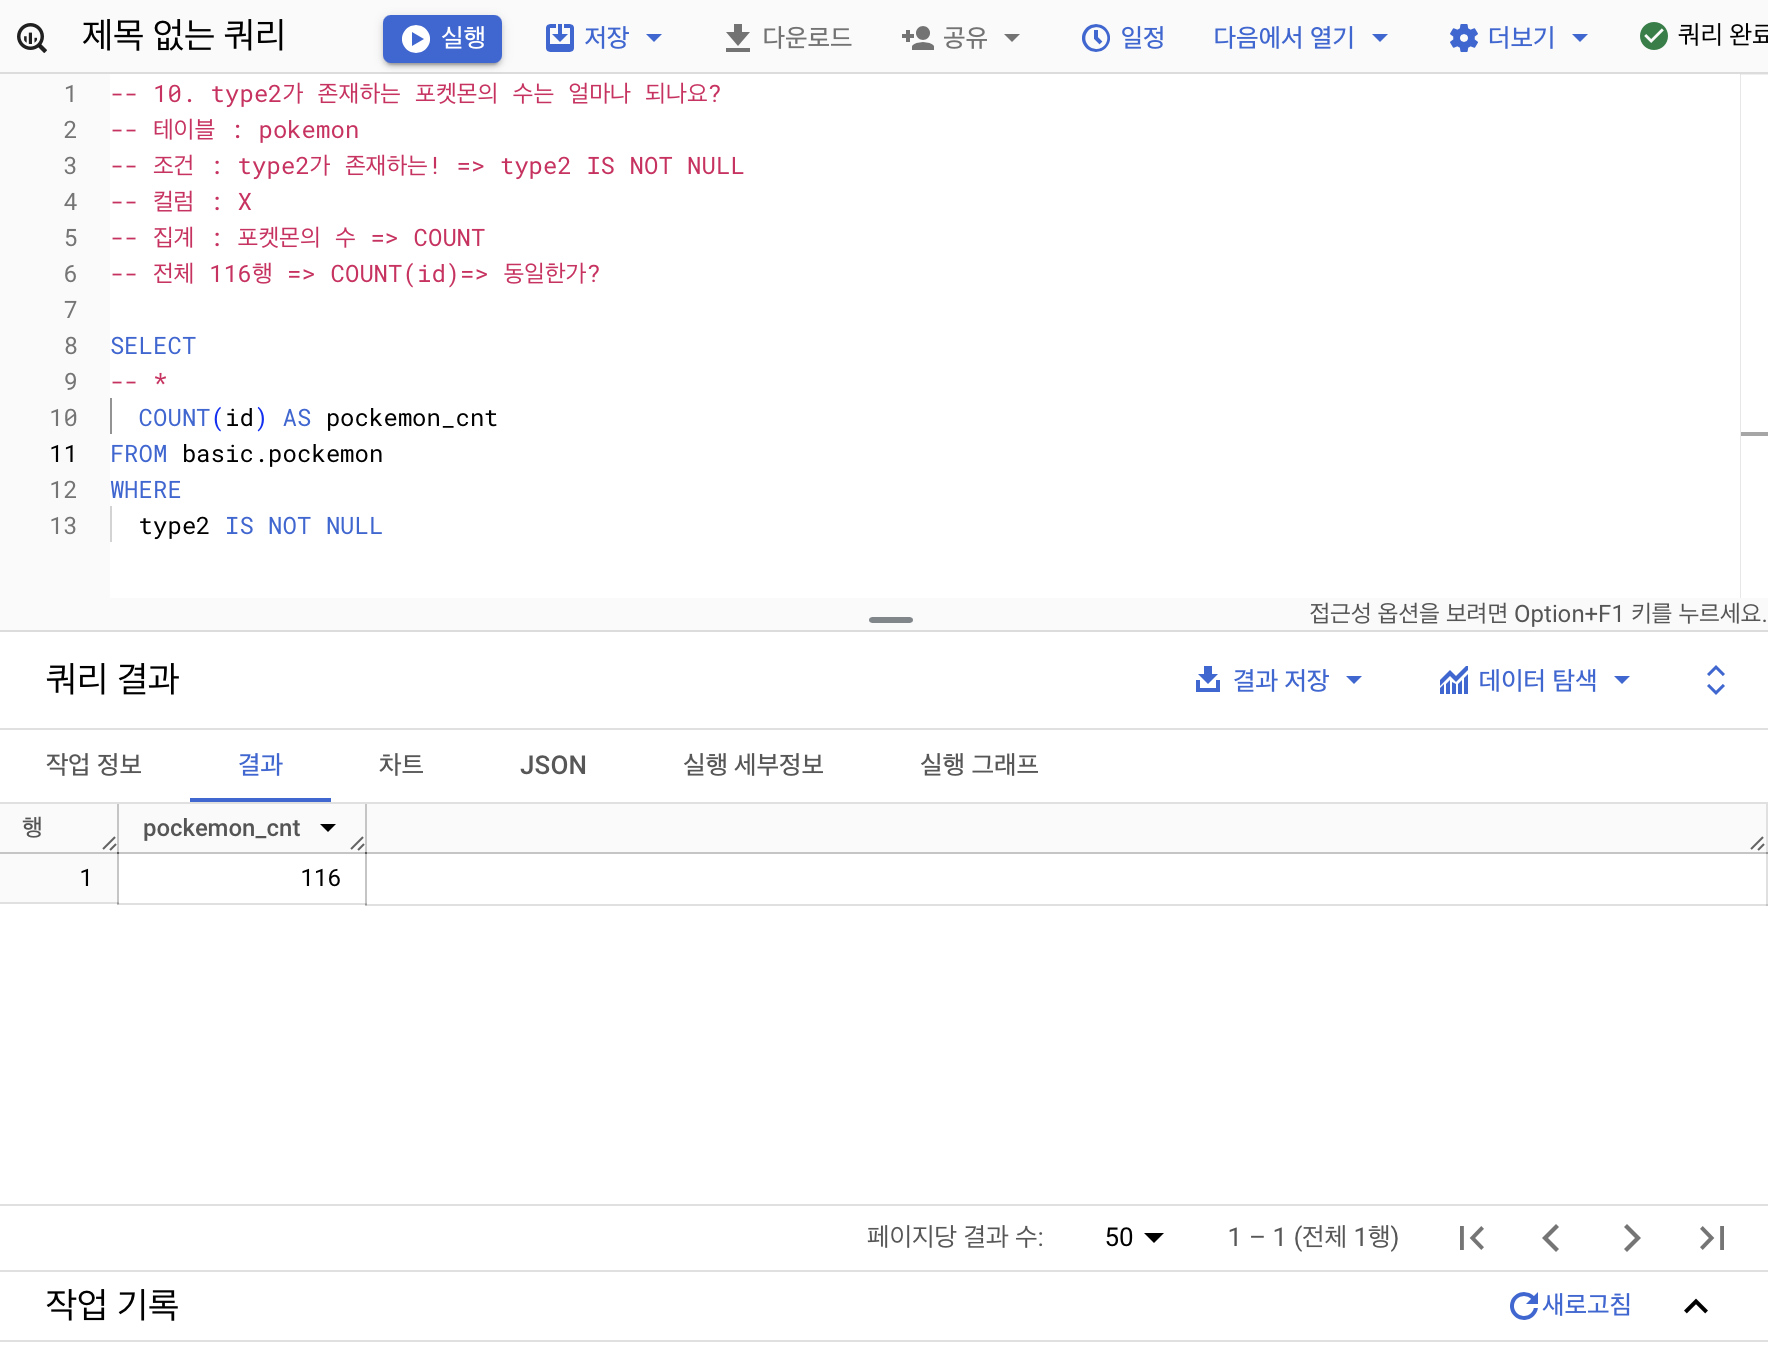 제목 없는 쿼리 실행 저장 다운로드 공유 일정 다음에서 열기 더보기 쿼리 완료
1 -- 10. type2가 존재하는 포켓몬의 수는 얼마나 되나요?
2 -- 테이블 : pokemon
3 -- 조건 : type2가 존재하는! => type2 IS NOT NULL
4 -- 컬럼 : X
5 -- 집계 : 포켓몬의 수 => COUNT
6 -- 전체 116행 => COUNT(id)=> 동일한가?
7
8 SELECT
9 -- *
10 COUNT(id) AS pockemon_cnt
11 FROM basic.pockemon
12 WHERE
13 type2 IS NOT NULL
접근성 옵션을 보려면 Option+F1 키를 누르세요.
쿼리 결과 결과 저장 데이터 탐색
작업 정보 결과 차트 JSON 실행 세부정보 실행 그래프
행 pockemon_cnt
1 116
페이지당 결과 수: 50 1 – 1 (전체 1행)
작업 기록 새로고침